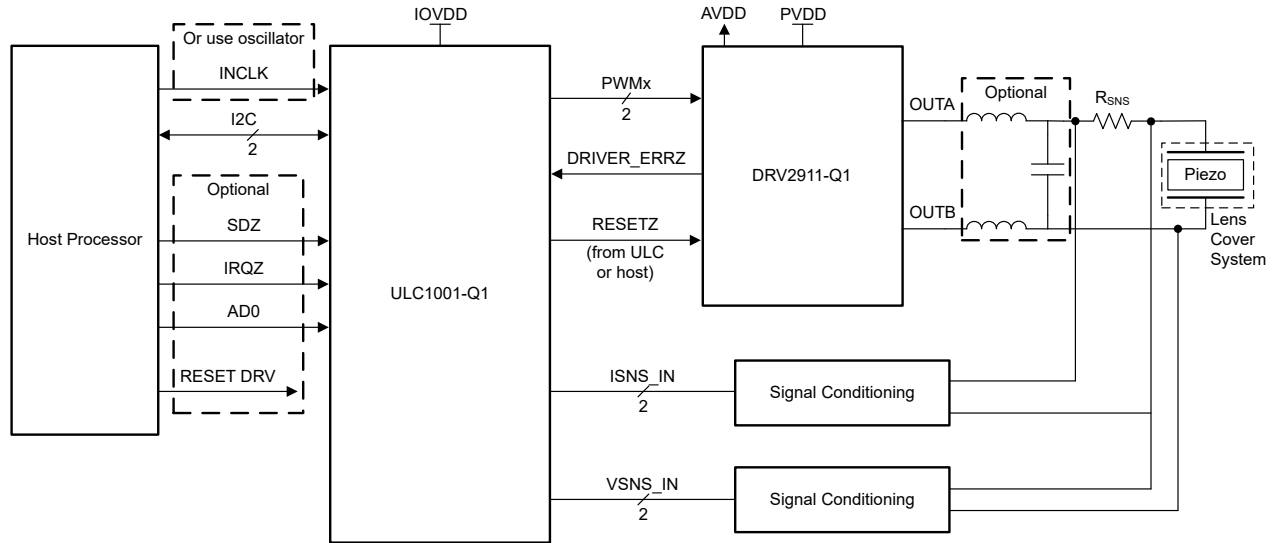 IOVDD
AVDD
PVDD
Or use oscillator
INCLK
I2C
2
Optional
SDZ
IRQZ
AD0
RESET DRV
Host Processor
ULC1001-Q1
PWMx
2
DRIVER_ERRZ
RESETZ
(from ULC
or host)
DRV2911-Q1
OUTA
OUTB
Optional
RSNS
Piezo
Lens
Cover
System
ISNS_IN
2
Signal Conditioning
VSNS_IN
2
Signal Conditioning